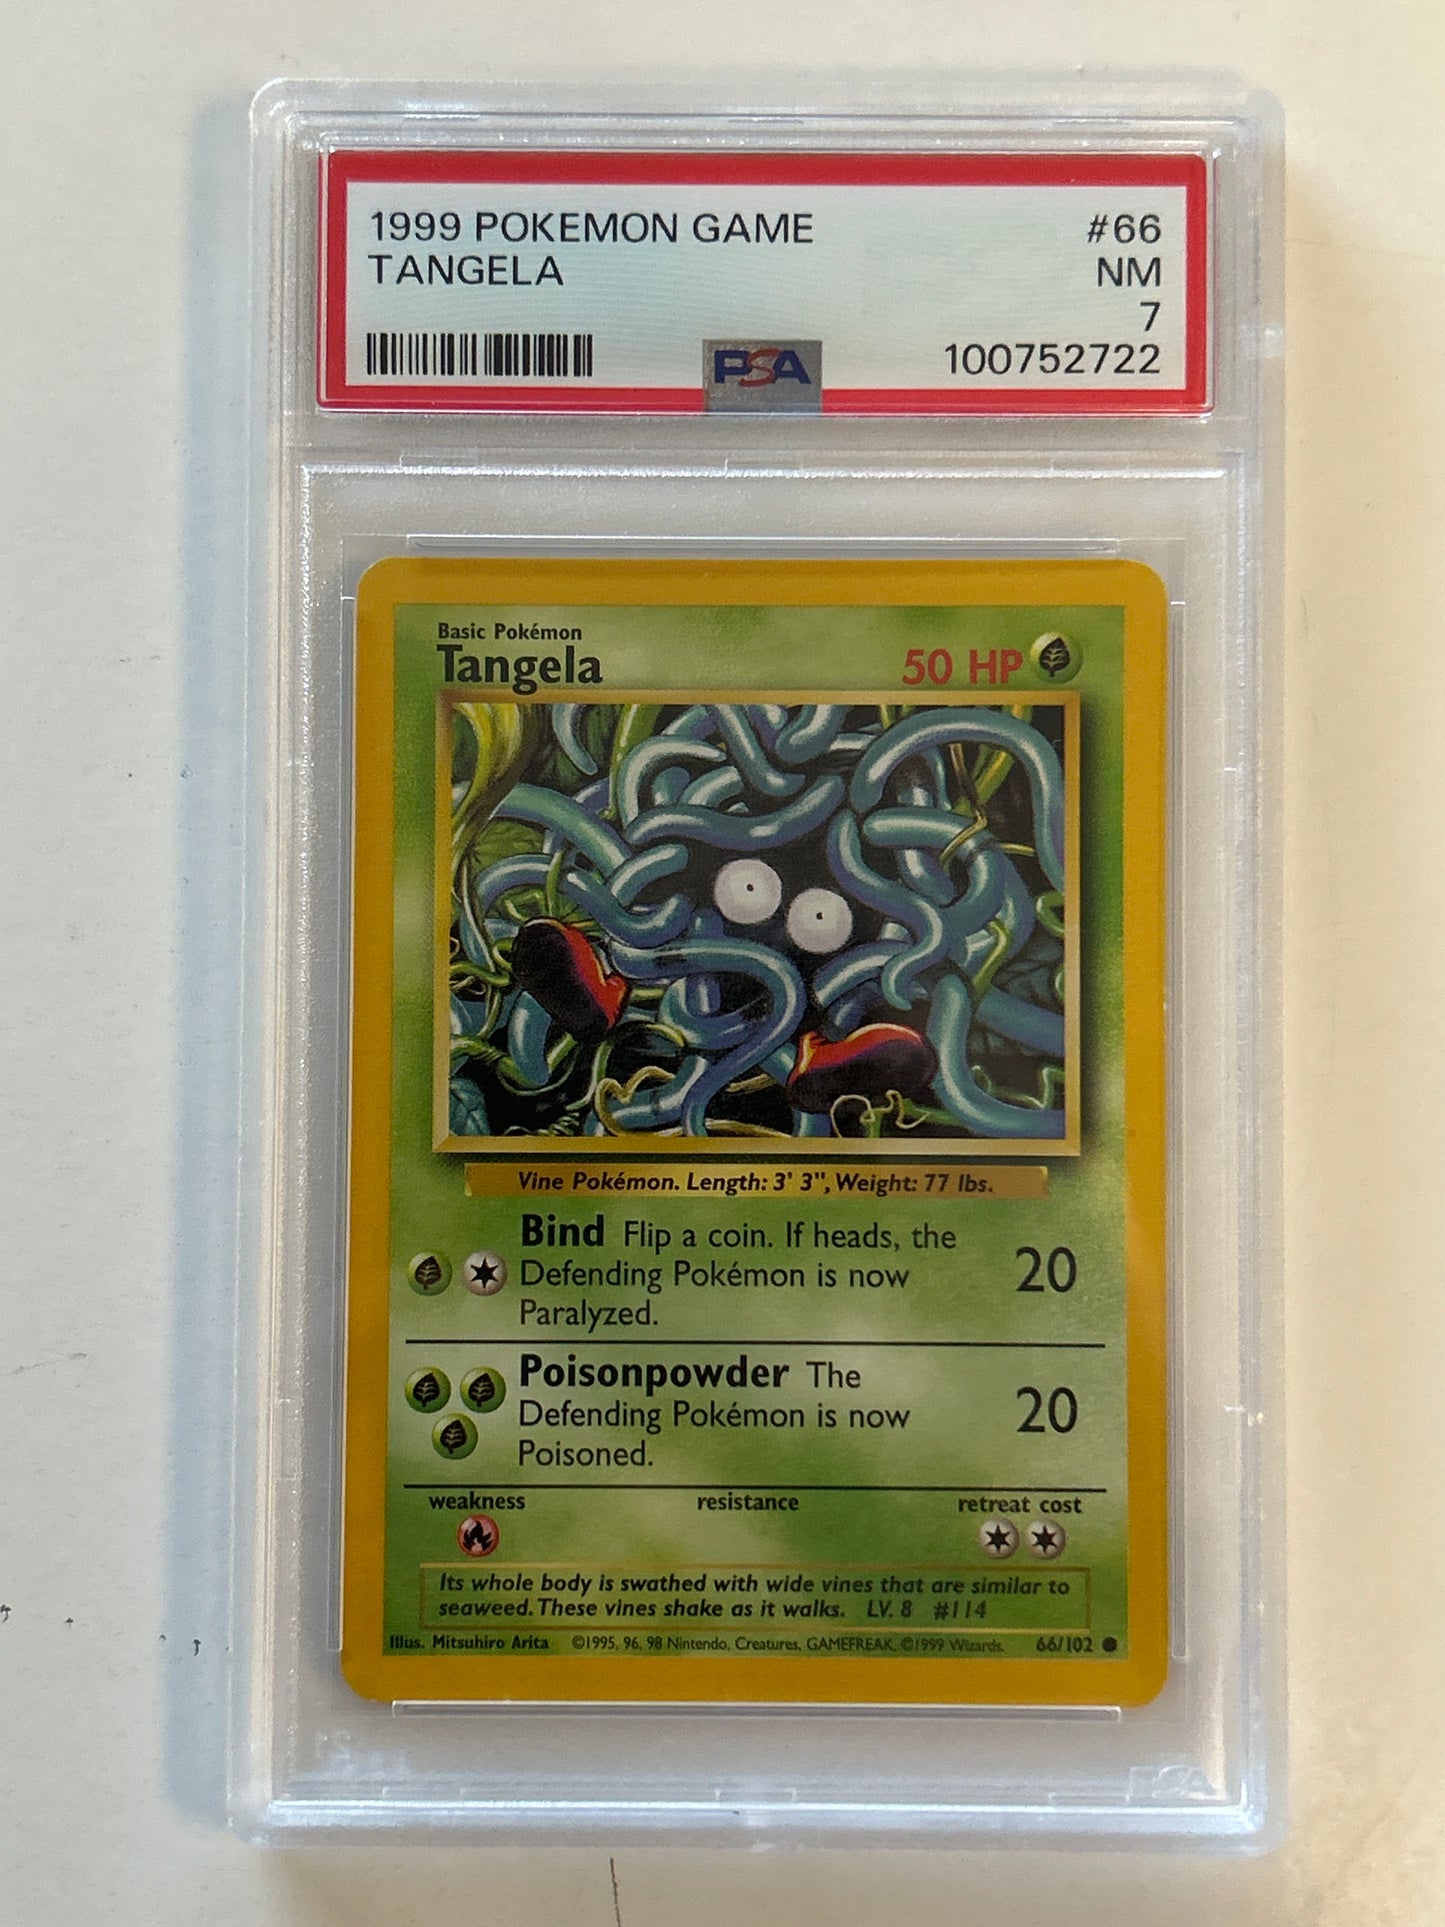 1999 POKEMON GAME #66
TANGELA NM
7
PSA 100752722
Basic Pokémon
Tangela 50 HP
Vine Pokémon. Length: 3' 3", Weight: 77 lbs.
Bind Flip a coin. If heads, the
Defending Pokémon is now 20
Paralyzed.
Poisonpowder The
Defending Pokémon is now 20
Poisoned.
weakness resistance retreat cost
Its whole body is swathed with wide vines that are similar to
seaweed. These vines shake as it walks. LV. 8 #114
Illus. Mitsuhiro Arita ©1995, 96, 98 Nintendo, Creatures, GAMEFREAK. ©1999 Wizards. 66/102
PSA